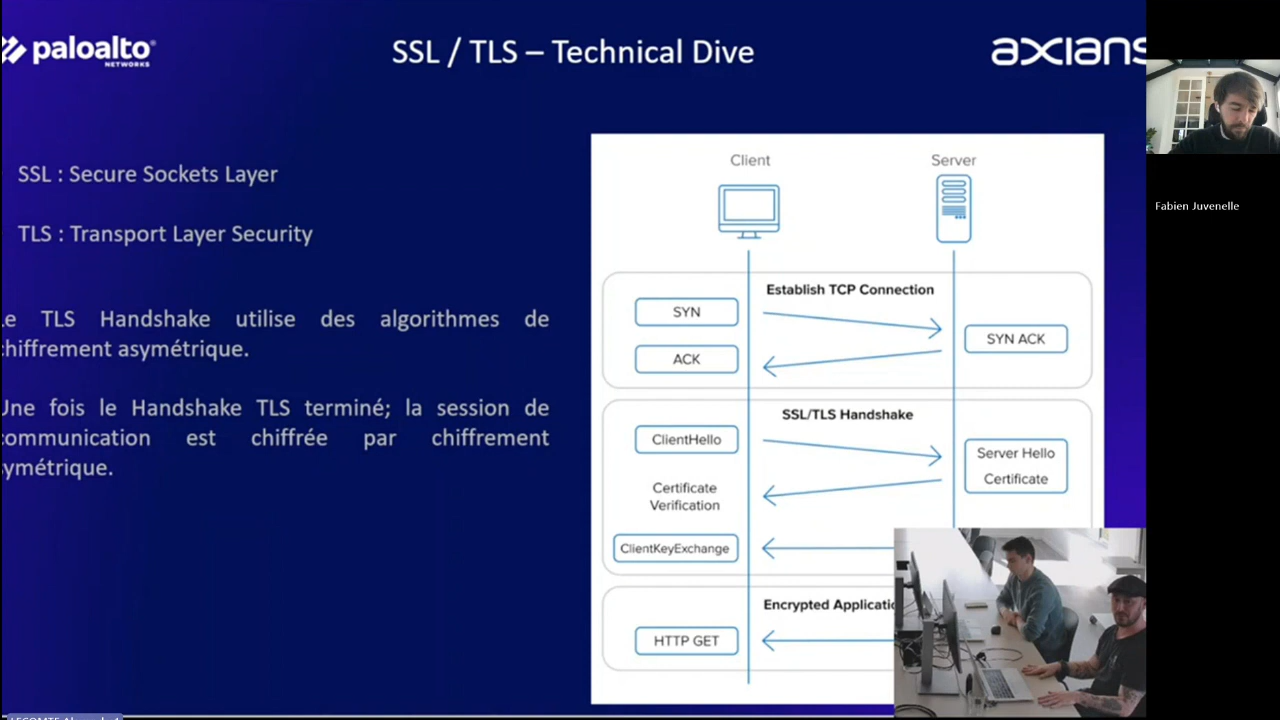 paloalto
NETWORKS
SSL / TLS – Technical Dive
axians
SSL : Secure Sockets Layer
TLS : Transport Layer Security
e TLS Handshake utilise des algorithmes de
chiffrement asymétrique.
Une fois le Handshake TLS terminé; la session de
communication est chiffrée par chiffrement
symétrique.
Client
Server
Establish TCP Connection
SYN
SYN ACK
ACK
SSL/TLS Handshake
ClientHello
Server Hello
Certificate
Certificate
Verification
ClientKeyExchange
Encrypted Applicatio
HTTP GET
Fabien Juvenelle